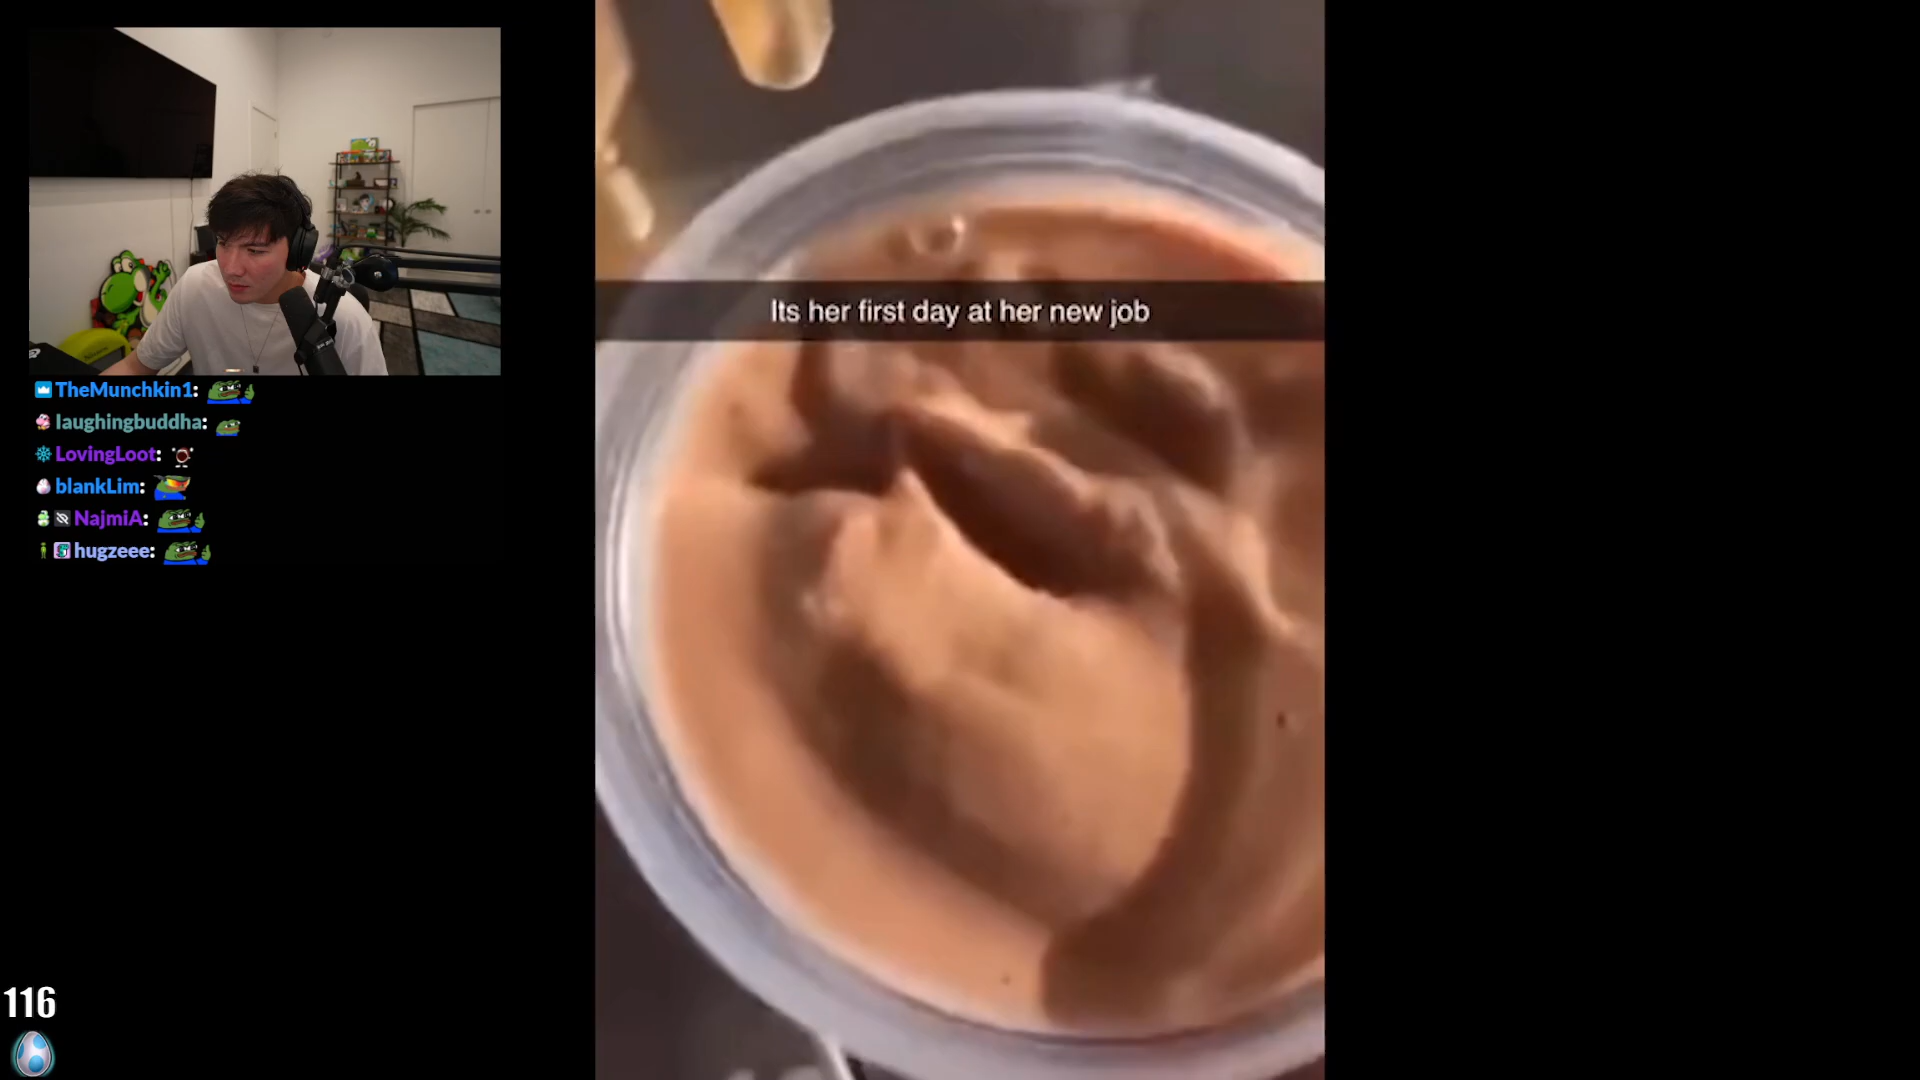 Its her first day at her new job
TheMunchkin1:
laughingbuddha:
LovingLoot:
blankLim:
NajmiA:
hugzeee:
116